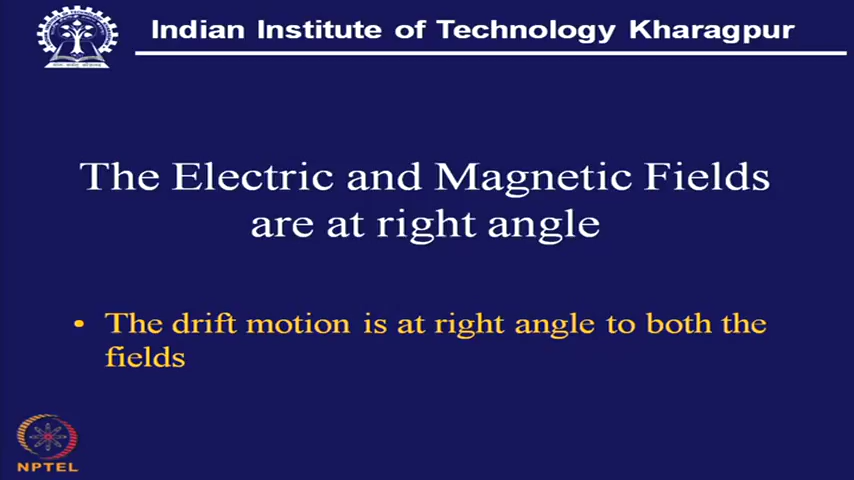 Indian Institute of Technology Kharagpur
The Electric and Magnetic Fields
are at right angle
• The drift motion is at right angle to both the
fields
NPTEL